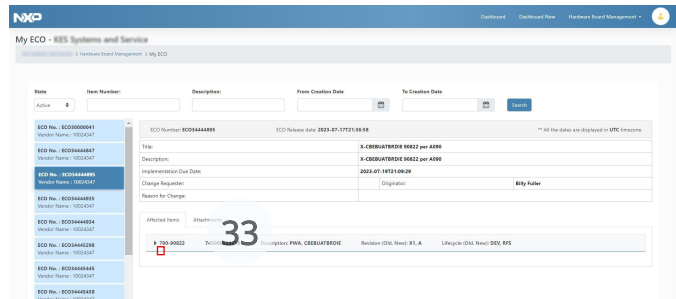 NXP
Dashboard Dashboard New Hardware Board Management
My ECO -
Hardware Board Management > My ECO
State Item Number: Description: From Creation Date To Creation Date
Active Search
ECO No. : ECO30000041
Vendor Name : 10024347
ECO No. : ECO34444847
Vendor Name : 10024347
ECO No. : ECO34444895
Vendor Name : 10024347
ECO No. : ECO34444935
Vendor Name : 10024347
ECO No. : ECO34444934
Vendor Name : 10024347
ECO No. : ECO34445298
Vendor Name : 10024347
ECO No. : ECO34445445
Vendor Name : 10024347
ECO No. : ECO34445458
ECO Number: ECO34444895 ECO Release date: 2023-07-17T21:36:58 ** All the dates are displayed in UTC timezone
Title: X-CBEBUATBRDIE 90822 per A090
Description: X-CBEBUATBRDIE 90822 per A090
Implementation Due Date: 2023-07-19T21:09:29
Change Requester: Originator: Billy Fuller
Reason for Change:
Affected Items Attachments
33
700-90822 Description: PWA, CBEBUATBRDIE Revision (Old, New): X1, A Lifecycle (Old, New): DEV, RFS